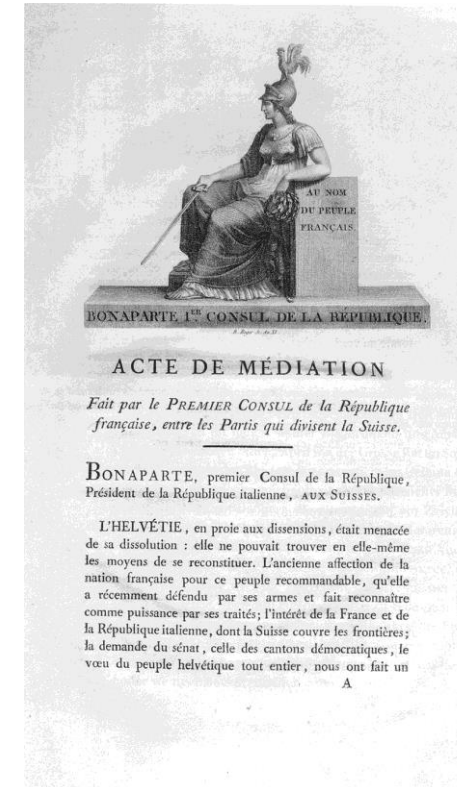 AU NOM
DU PEUPLE
FRANÇAIS.
BONAPARTE 1.ER CONSUL DE LA RÉPUBLIQUE.
ACTE DE MÉDIATION
Fait par le PREMIER CONSUL de la République
française, entre les Partis qui divisent la Suisse.
BONAPARTE, premier Consul de la République,
Président de la République italienne, AUX SUISSES.
L'HELVÉTIE, en proie aux dissensions, était menacée
de sa dissolution : elle ne pouvait trouver en elle-même
les moyens de se reconstituer. L'ancienne affection de la
nation française pour ce peuple recommandable, qu'elle
a récemment défendu par ses armes et fait reconnaître
comme puissance par ses traités; l'intérêt de la France et de
la République italienne, dont la Suisse couvre les frontières;
la demande du sénat, celle des cantons démocratiques, le
vœu du peuple helvétique tout entier, nous ont fait un
A